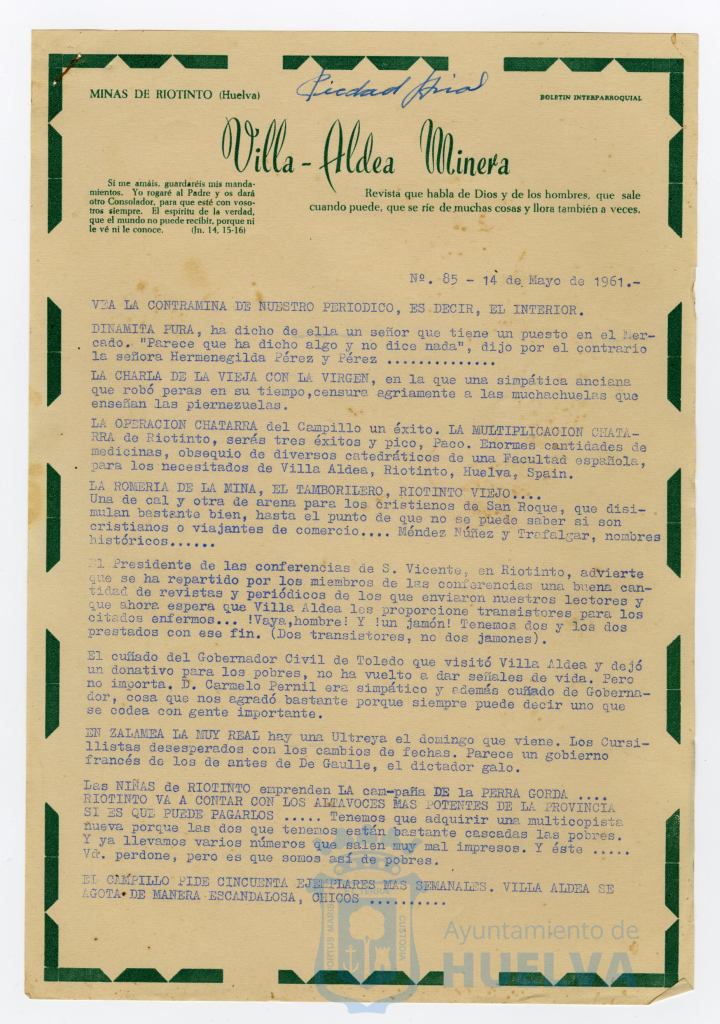 MINAS DE RIOTINTO (Huelva)
Piedad
BOLETIN INTERPARROQUIAL
Villa-Aldea Minera
Si me amáis, guardaréis mis manda-
mientos. Yo rogaré al Padre y os dará
otro Consolador, para que esté con voso-
tros siempre. El espíritu de la verdad,
que el mundo no puede recibir, porque ni
le vé ni le conoce. (Jn. 14, 15-16)
Revista que habla de Dios y de los hombres, que sale
cuando puede, que se ríe de muchas cosas y llora también a veces.
Nº. 85 - 14 de Mayo de 1961.-
VEA LA CONTRAMINA DE NUESTRO PERIODICO, ES DECIR, EL INTERIOR.
DINAMITA PURA, ha dicho de ella un señor que tiene un puesto en el Mer-
cado. "Parece que ha dicho algo y no dice nada", dijo por el contrario
la señora Hermenegilda Pérez y Pérez ..............
LA CHARLA DE LA VIEJA CON LA VIRGEN, en la que una simpática anciana
que robó peras en su tiempo,censura agriamente a las muchachuelas que
enseñan las piernezuelas.
LA OPERACION CHATARRA del Campillo un éxito. LA MULTIPLICACION CHATA-
RRA de Riotinto, serás tres éxitos y pico, Paco. Enormes cantidades de
medicinas, obsequio de diversos catedráticos de una Facultad española,
para los necesitados de Villa Aldea, Riotinto, Huelva, Spain.
LA ROMERIA DE LA MINA, EL TAMBORILERO, RIOTINTO VIEJO....
Una de cal y otra de arena para los cristianos de San Roque, que disi-
mulan bastante bien, hasta el punto de que no se puede saber si son
cristianos o viajantes de comercio.... Méndez Núñez y Trafalgar, nombres
históricos......
El Presidente de las conferencias de S. Vicente, en Riotinto, advierte
que se ha repartido por los miembros de las conferencias una buena can-
tidad de revistas y periódicos de los que enviaron nuestros lectores y
que ahora espera que Villa Aldea les proporcione transistores para los
citados enfermos... !Vaya,hombre! Y !un jamón! Tenemos dos y los dos
prestados con ese fin. (Dos transistores, no dos jamones).
El cuñado del Gobernador Civil de Toledo que visitó Villa Aldea y dejó
un donativo para los pobres, no ha vuelto a dar señales de vida. Pero
no importa. D. Carmelo Pernil era simpático y además cuñado de Goberna-
dor, cosa que nos agradó bastante porque siempre puede decir uno que
se codea con gente importante.
EN ZALAMEA LA MUY REAL hay una Ultreya el domingo que viene. Los Cursi-
llistas desesperados con los cambios de fechas. Parece un gobierno
francés de los de antes de De Gaulle, el dictador galo.
Las NIÑAS de RIOTINTO emprenden LA cam-paña DE la PERRA GORDA ....
RIOTINTO VA A CONTAR CON LOS ALTAVOCES MAS POTENTES DE LA PROVINCIA
SI ES QUE PUEDE PAGARLOS ..... Tenemos que adquirir una multicopista
nueva porque las dos que tenemos están bastante cascadas las pobres.
Y ya llevamos varios números que salen muy mal impresos. Y éste .....
Vd. perdone, pero es que somos así de pobres.
EL CAMPILLO PIDE CINCUENTA EJEMPLARES MAS SEMANALES. VILLA ALDEA SE
AGOTA DE MANERA ESCANDALOSA, CHICOS ..........
PORTUS MARIS
CUSTODIA
Ayuntamiento de
HUELVA